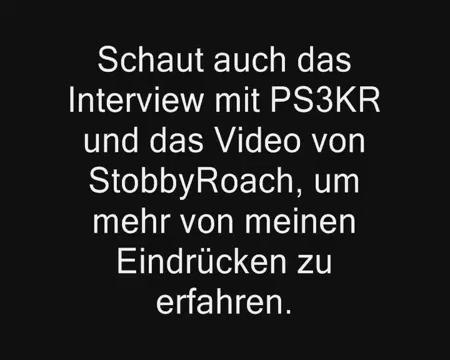 Schaut auch das
Interview mit PS3KR
und das Video von
StobbyRoach, um
mehr von meinen
Eindrücken zu
erfahren.